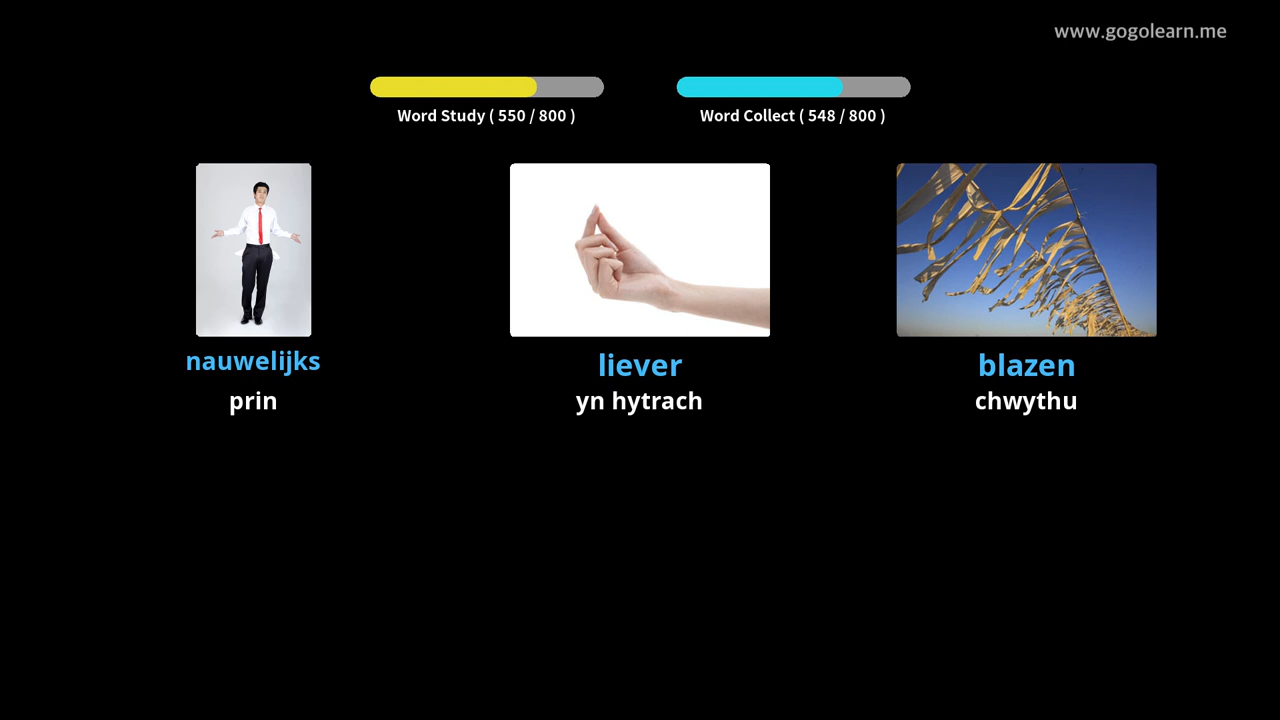 www.gogolearn.me
Word Study ( 550 / 800 )
Word Collect ( 548 / 800 )
nauwelijks
prin
liever
yn hytrach
blazen
chwythu